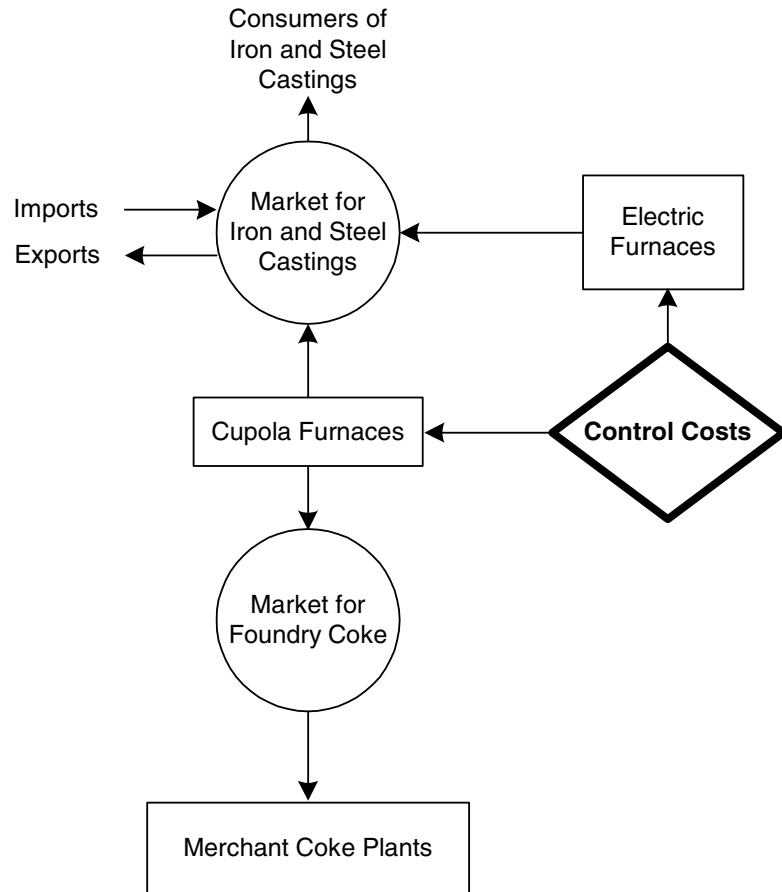 Consumers of
Iron and Steel
Castings
Imports
Exports
Market for
Iron and Steel
Castings
Electric
Furnaces
Cupola Furnaces
Control Costs
Market for
Foundry Coke
Merchant Coke Plants